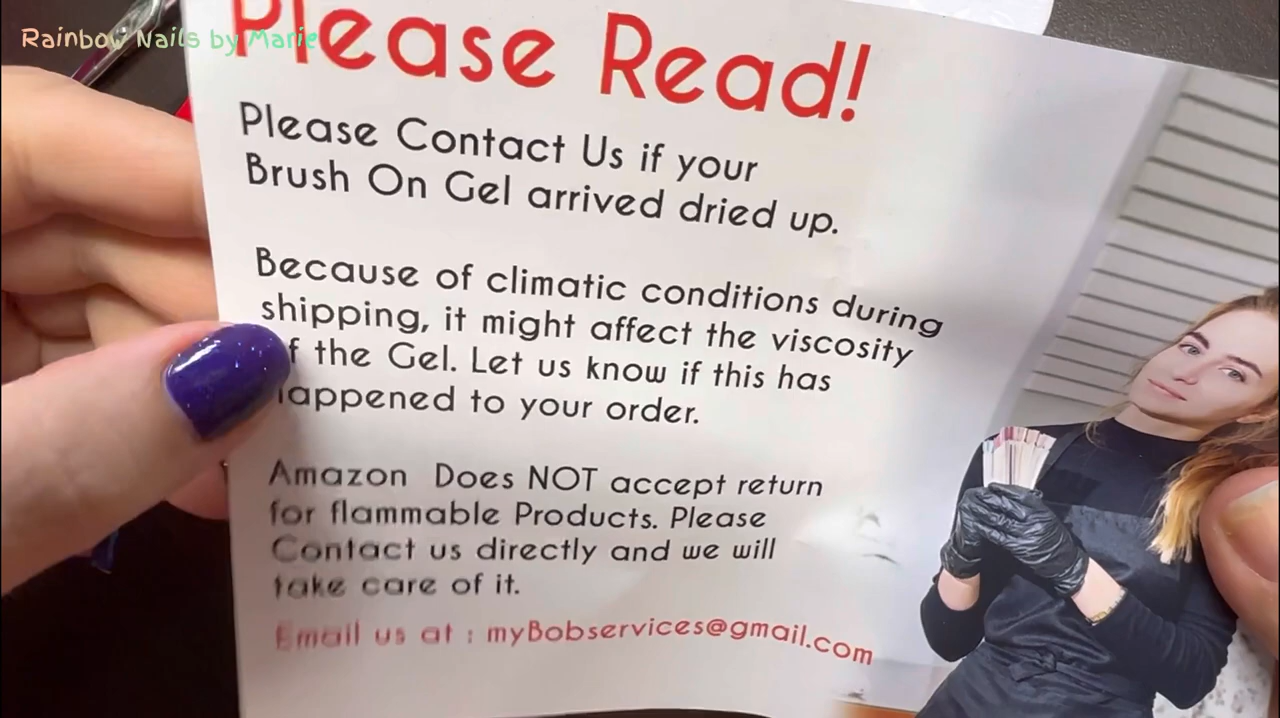 Rainbow Nails by Marie
Please Read!
Please Contact Us if your
Brush On Gel arrived dried up.
Because of climatic conditions during
shipping, it might affect the viscosity
of the Gel. Let us know if this has
happened to your order.
Amazon Does NOT accept return
for flammable Products. Please
Contact us directly and we will
take care of it.
Email us at : myBobservices@gmail.com